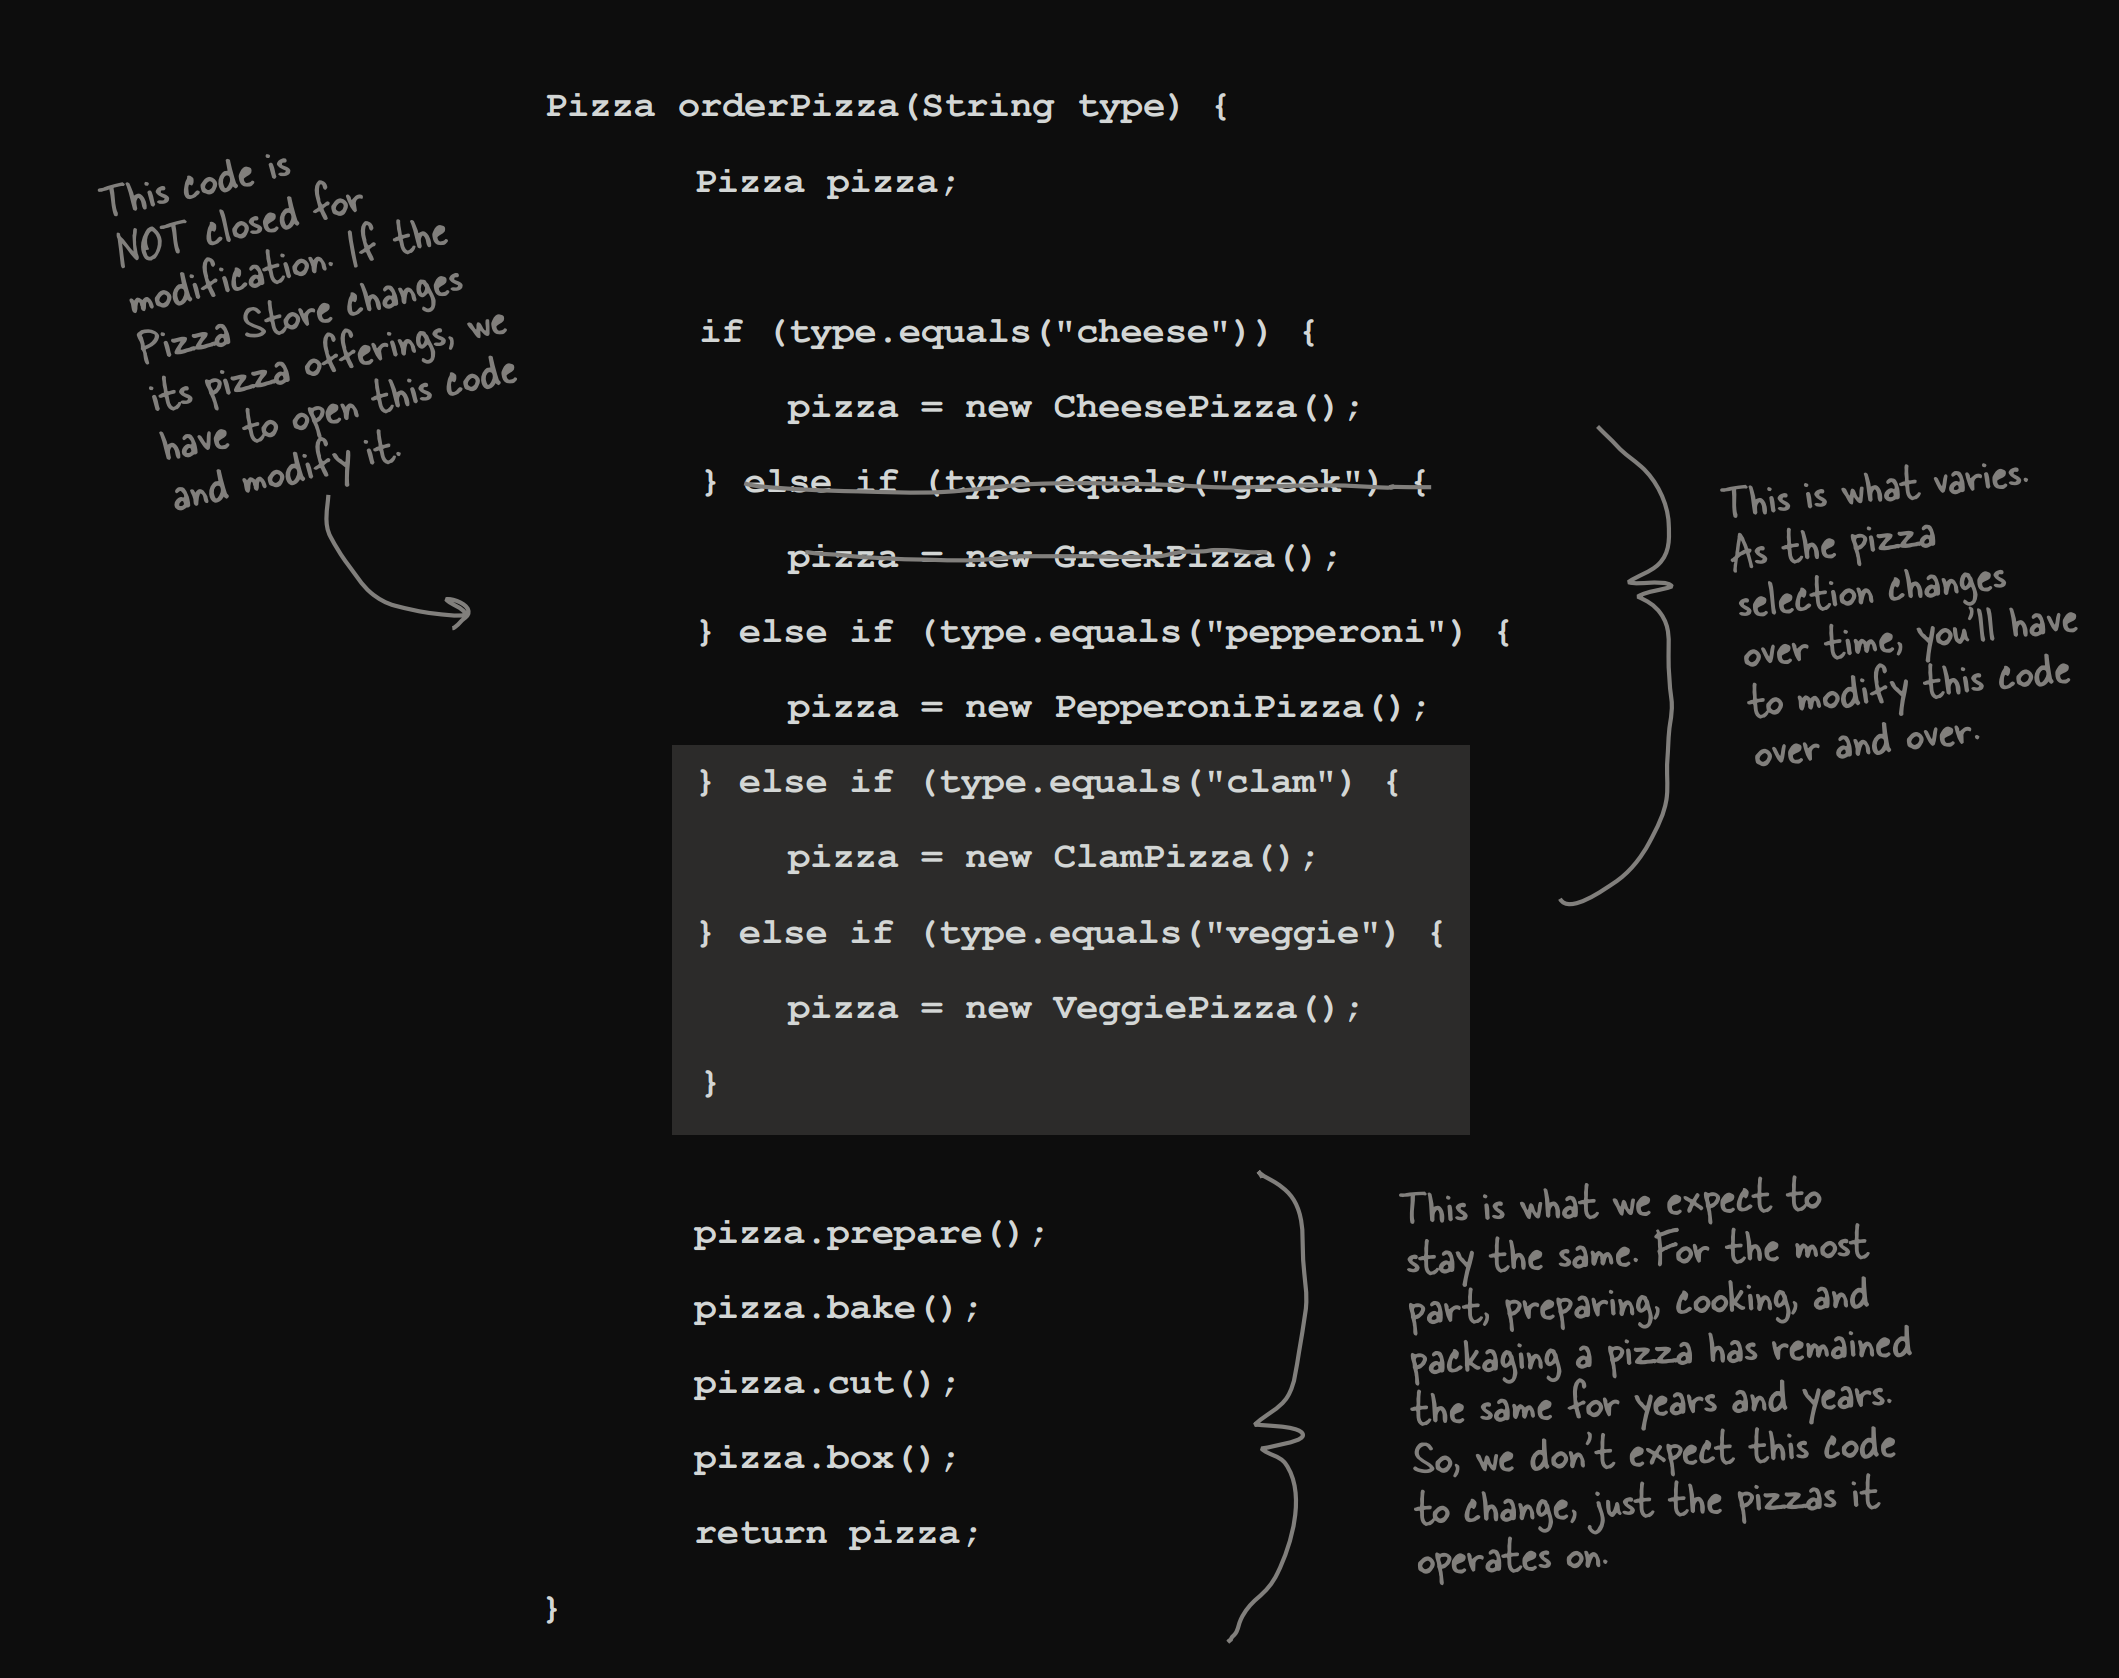 Pizza orderPizza(String type) {
Pizza pizza;
This code is
NOT closed for
modification. If the
Pizza Store changes
its pizza offerings, we
have to open this code
and modify it.
if (type.equals("cheese")) {
pizza = new CheesePizza();
} else if (type.equals("greek") {
pizza = new GreekPizza();
} else if (type.equals("pepperoni") {
pizza = new PepperoniPizza();
} else if (type.equals("clam") {
pizza = new ClamPizza();
} else if (type.equals("veggie") {
pizza = new VeggiePizza();
}
This is what varies.
As the pizza
selection changes
over time, you'll have
to modify this code
over and over.
pizza.prepare();
pizza.bake();
pizza.cut();
pizza.box();
return pizza;
}
This is what we expect to
stay the same. For the most
part, preparing, cooking, and
packaging a pizza has remained
the same for years and years.
So, we don't expect this code
to change, just the pizzas it
operates on.